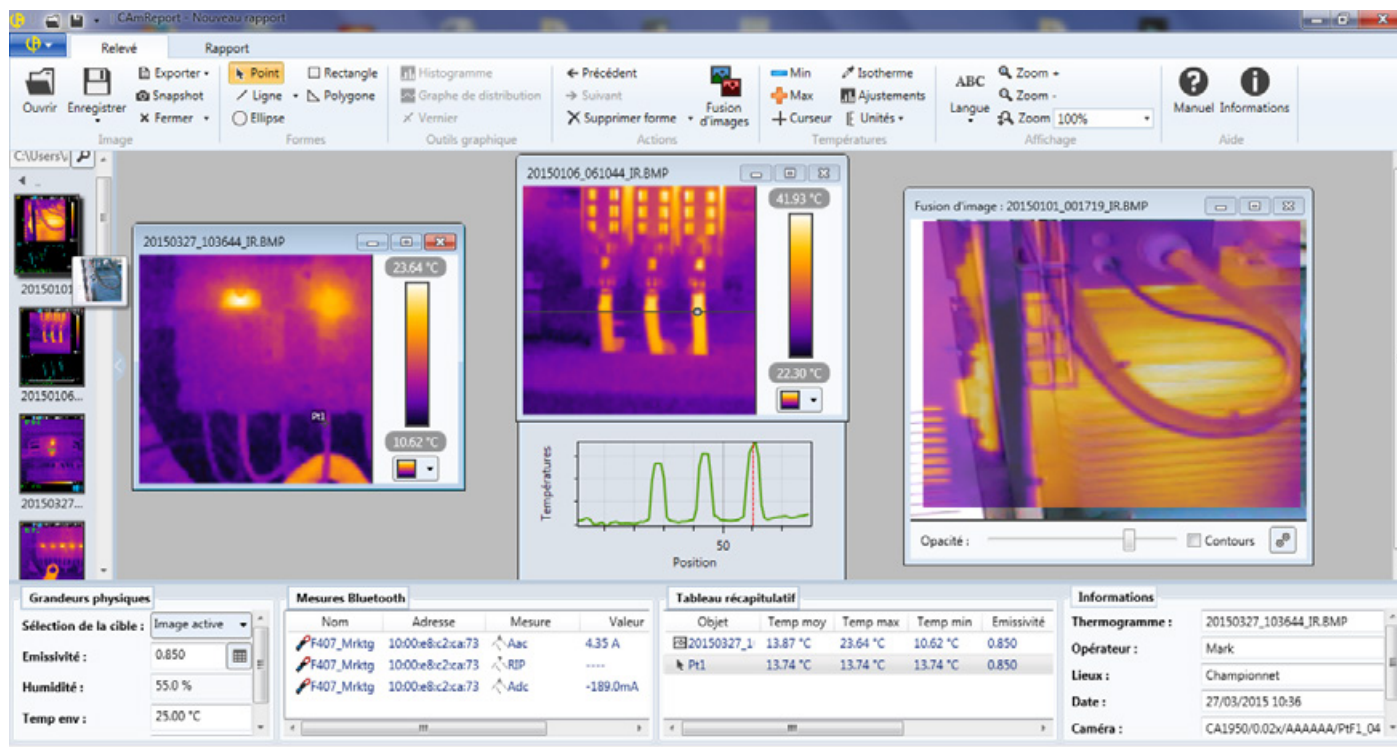 CAmReport - Nouveau rapport
Relevé Rapport
Ouvrir Enregistrer Exporter Snapshot Fermer
Image
Point Ligne Ellipse Rectangle Polygone
Formes
Histogramme Graphe de distribution Vernier
Outils graphique
Précédent Suivant Supprimer forme Fusion d'images
Actions
Min Max Curseur Isotherme Ajustements Unités
Températures
ABC Langue Zoom + Zoom - Zoom 100%
Affichage
Manuel Informations
Aide
C:\Users\
20150101
20150106...
20150327...
20150327_103644_IR.BMP
23.64 °C
Pt1
10.62 °C
20150106_061044_IR.BMP
41.93 °C
22.30 °C
Températures
50
Position
Fusion d'image : 20150101_001719_IR.BMP
Opacité :
Contours
Grandeurs physiques
Sélection de la cible : Image active
Emissivité : 0.850
Humidité : 55.0 %
Temp env : 25.00 °C
Mesures Bluetooth
Nom Adresse Mesure Valeur
F407_Mrktg 10:00:e8:c2:ca:73 Aac 4.35 A
F407_Mrktg 10:00:e8:c2:ca:73 RIP ----
F407_Mrktg 10:00:e8:c2:ca:73 Adc -189.0mA
Tableau récapitulatif
Objet Temp moy Temp max Temp min Emissivité
20150327_1 13.87 °C 23.64 °C 10.62 °C 0.850
Pt1 13.74 °C 13.74 °C 13.74 °C 0.850
Informations
Thermogramme : 20150327_103644_IR.BMP
Opérateur : Mark
Lieux : Championnet
Date : 27/03/2015 10:36
Caméra : CA1950/0.02x/AAAAAA/PtF1_04